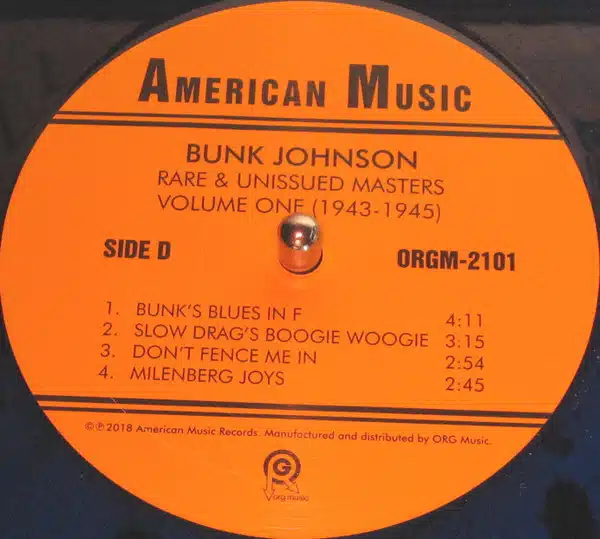 AMERICAN MUSIC
BUNK JOHNSON
RARE & UNISSUED MASTERS
VOLUME ONE (1943-1945)
SIDE D ORGM-2101
1. BUNK'S BLUES IN F 4:11
2. SLOW DRAG'S BOOGIE WOOGIE 3:15
3. DON'T FENCE ME IN 2:54
4. MILENBERG JOYS 2:45
©℗ 2018 American Music Records. Manufactured and distributed by ORG Music.
org music